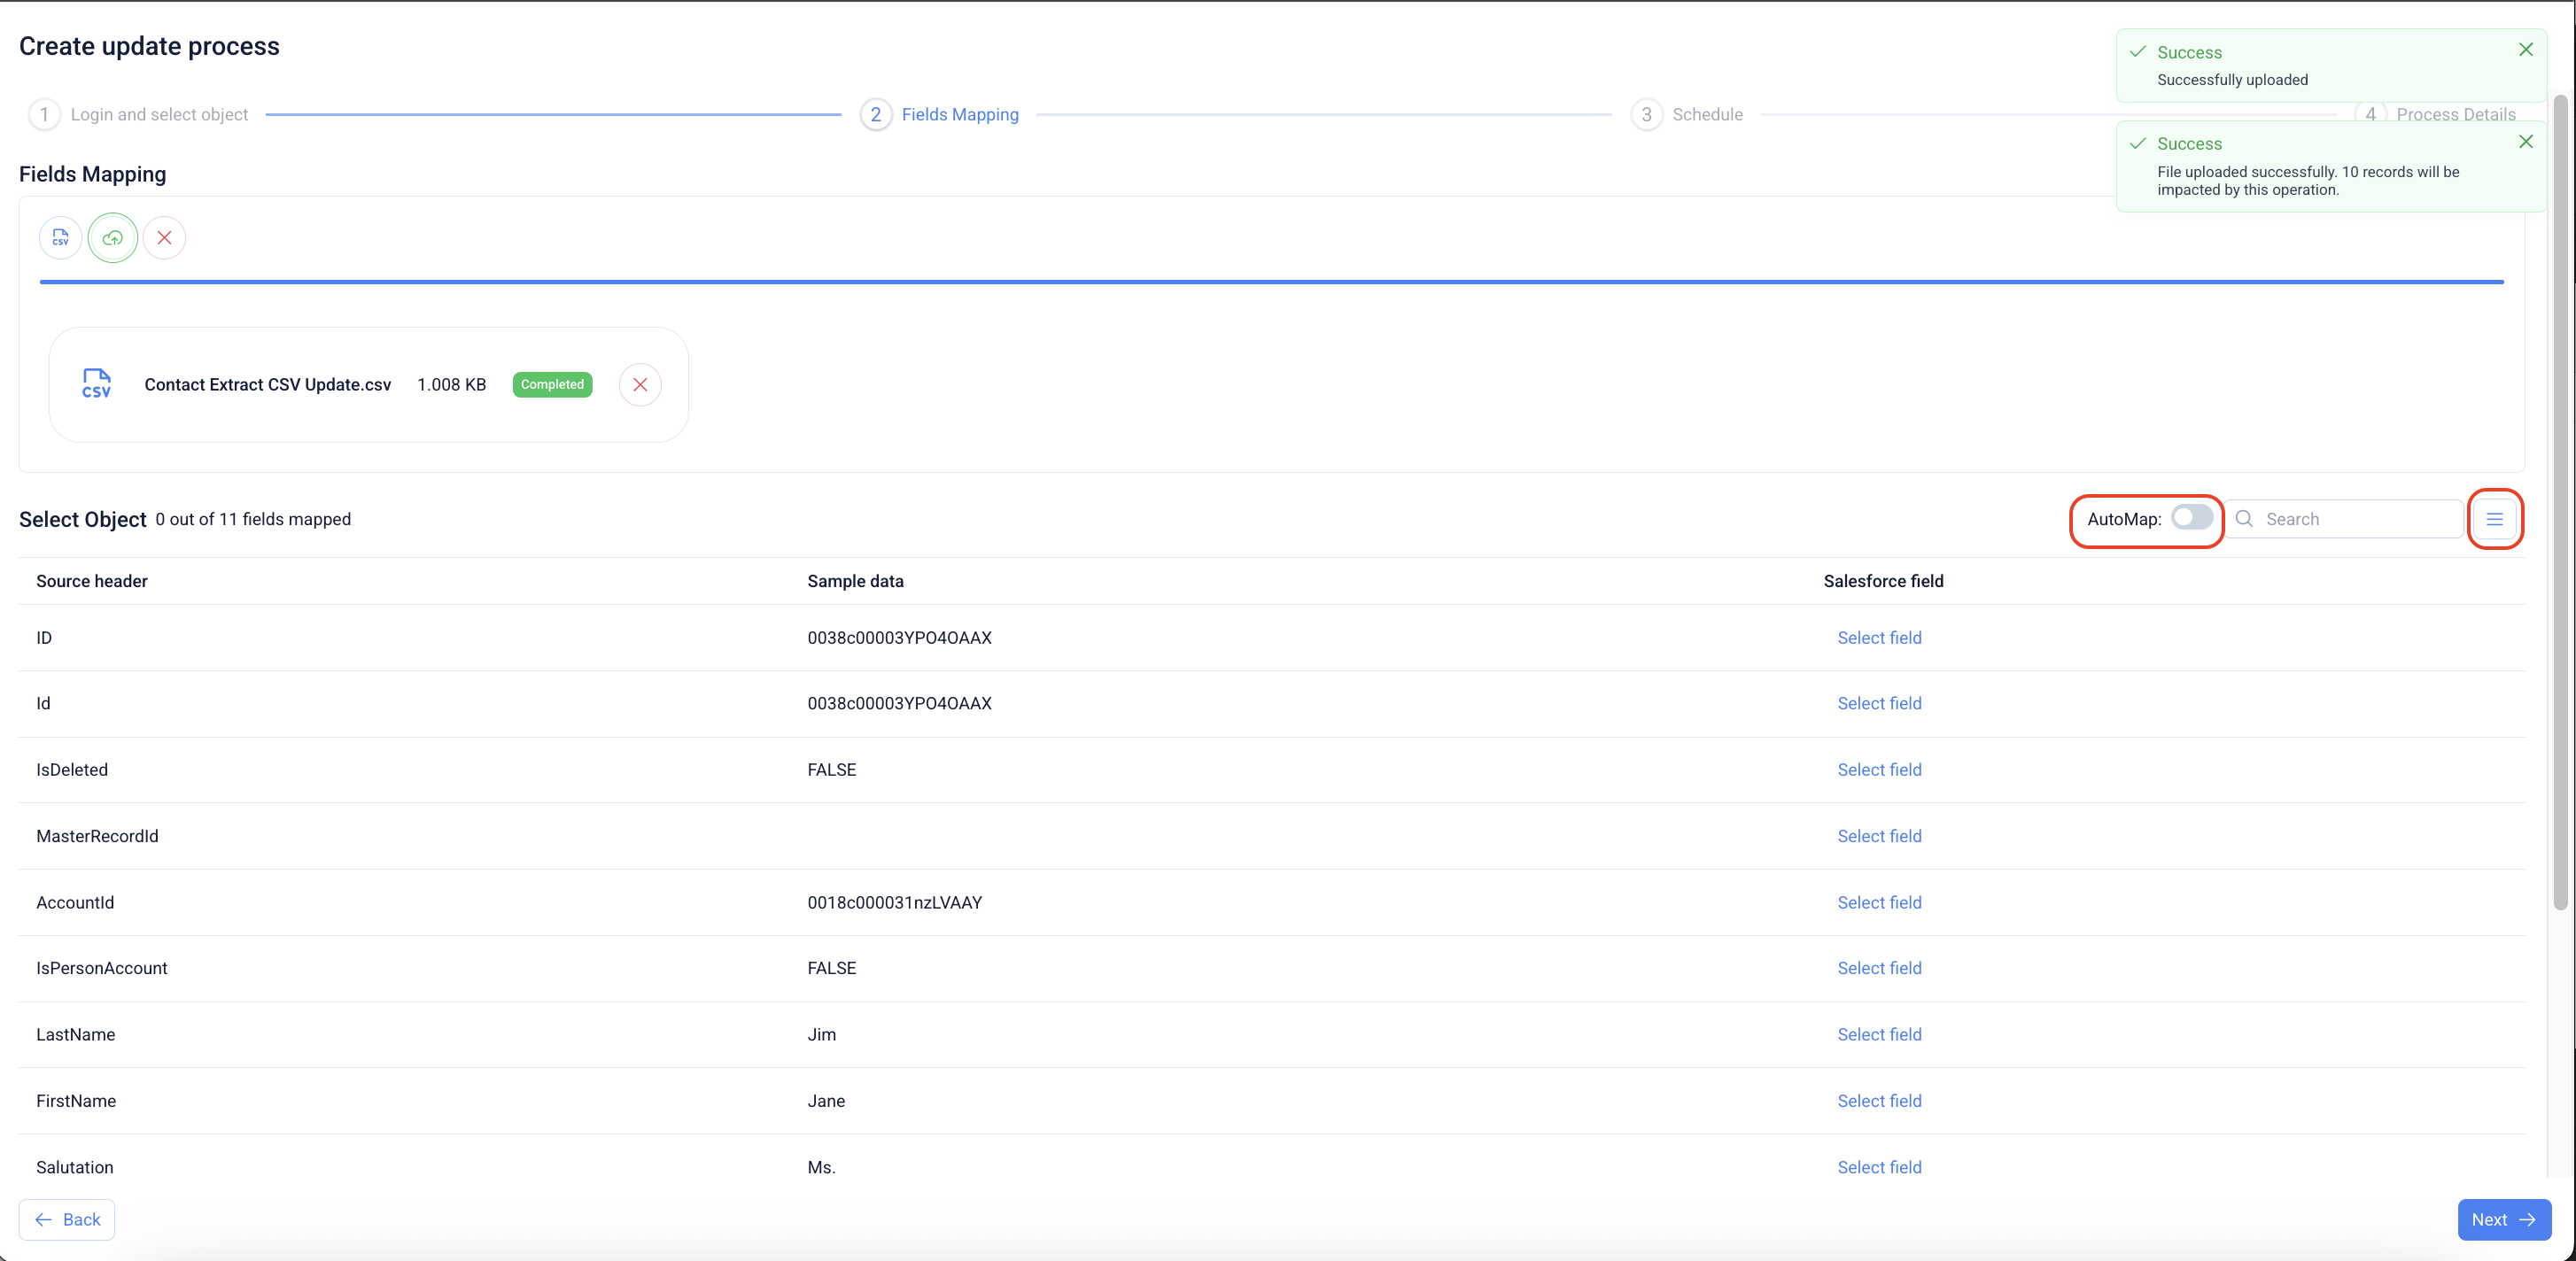 Create update process
Success
Successfully uploaded
1 Login and select object
2 Fields Mapping
3 Schedule
4 Process Details
Success
File uploaded successfully. 10 records will be
impacted by this operation.
Fields Mapping
CSV
CSV Contact Extract CSV Update.csv 1.008 KB Completed
Select Object 0 out of 11 fields mapped
AutoMap: Search
Source header Sample data Salesforce field
ID 0038c00003YPO4OAAX Select field
Id 0038c00003YPO4OAAX Select field
IsDeleted FALSE Select field
MasterRecordId Select field
AccountId 0018c000031nzLVAAY Select field
IsPersonAccount FALSE Select field
LastName Jim Select field
FirstName Jane Select field
Salutation Ms. Select field
Back
Next